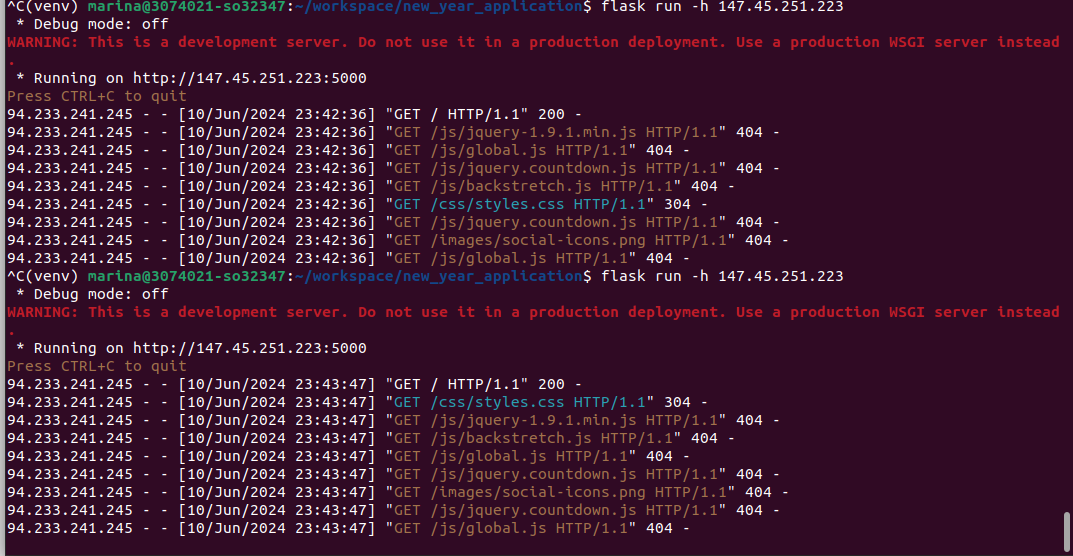 ^C(venv) marina@3074021-so32347:~/workspace/new_year_application$ flask run -h 147.45.251.223
 * Debug mode: off
WARNING: This is a development server. Do not use it in a production deployment. Use a production WSGI server instead
.
 * Running on http://147.45.251.223:5000
Press CTRL+C to quit
94.233.241.245 - - [10/Jun/2024 23:42:36] "GET / HTTP/1.1" 200 -
94.233.241.245 - - [10/Jun/2024 23:42:36] "GET /js/jquery-1.9.1.min.js HTTP/1.1" 404 -
94.233.241.245 - - [10/Jun/2024 23:42:36] "GET /js/global.js HTTP/1.1" 404 -
94.233.241.245 - - [10/Jun/2024 23:42:36] "GET /js/jquery.countdown.js HTTP/1.1" 404 -
94.233.241.245 - - [10/Jun/2024 23:42:36] "GET /js/backstretch.js HTTP/1.1" 404 -
94.233.241.245 - - [10/Jun/2024 23:42:36] "GET /css/styles.css HTTP/1.1" 304 -
94.233.241.245 - - [10/Jun/2024 23:42:36] "GET /js/jquery.countdown.js HTTP/1.1" 404 -
94.233.241.245 - - [10/Jun/2024 23:42:36] "GET /images/social-icons.png HTTP/1.1" 404 -
94.233.241.245 - - [10/Jun/2024 23:42:36] "GET /js/global.js HTTP/1.1" 404 -
^C(venv) marina@3074021-so32347:~/workspace/new_year_application$ flask run -h 147.45.251.223
 * Debug mode: off
WARNING: This is a development server. Do not use it in a production deployment. Use a production WSGI server instead
.
 * Running on http://147.45.251.223:5000
Press CTRL+C to quit
94.233.241.245 - - [10/Jun/2024 23:43:47] "GET / HTTP/1.1" 200 -
94.233.241.245 - - [10/Jun/2024 23:43:47] "GET /css/styles.css HTTP/1.1" 304 -
94.233.241.245 - - [10/Jun/2024 23:43:47] "GET /js/jquery-1.9.1.min.js HTTP/1.1" 404 -
94.233.241.245 - - [10/Jun/2024 23:43:47] "GET /js/backstretch.js HTTP/1.1" 404 -
94.233.241.245 - - [10/Jun/2024 23:43:47] "GET /js/global.js HTTP/1.1" 404 -
94.233.241.245 - - [10/Jun/2024 23:43:47] "GET /js/jquery.countdown.js HTTP/1.1" 404 -
94.233.241.245 - - [10/Jun/2024 23:43:47] "GET /images/social-icons.png HTTP/1.1" 404 -
94.233.241.245 - - [10/Jun/2024 23:43:47] "GET /js/jquery.countdown.js HTTP/1.1" 404 -
94.233.241.245 - - [10/Jun/2024 23:43:47] "GET /js/global.js HTTP/1.1" 404 -